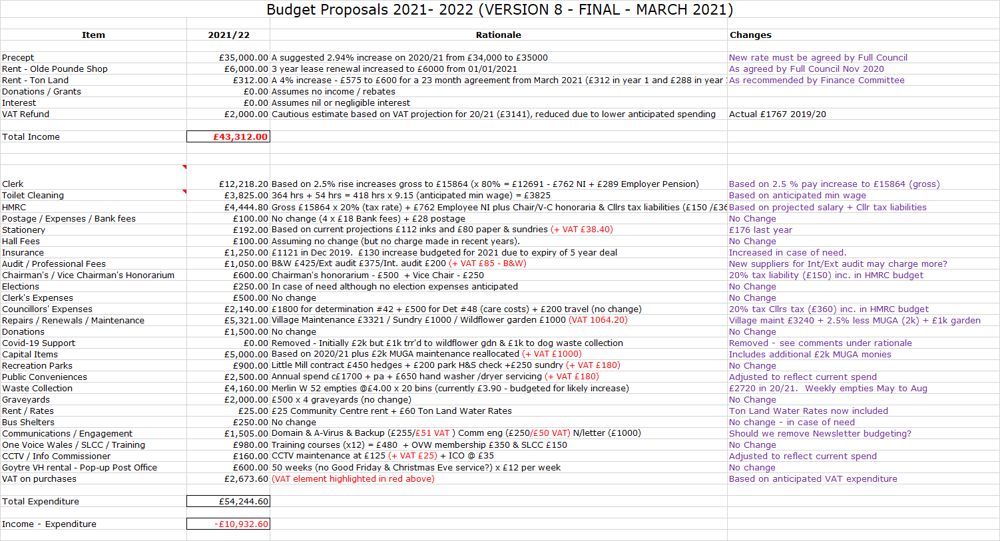 Budget Proposals 2021- 2022 (VERSION 8 - FINAL - MARCH 2021)
Item 2021/22 Rationale Changes
Precept £35,000.00 A suggested 2.94% increase on 2020/21 from £34,000 to £35000 New rate must be agreed by Full Council
Rent - Olde Pounde Shop £6,000.00 3 year lease renewal increased to £6000 from 01/01/2021 As agreed by Full Council Nov 2020
Rent - Ton Land £312.00 A 4% increase - £575 to £600 for a 23 month agreement from March 2021 (£312 in year 1 and £288 in year As recommended by Finance Committee
Donations / Grants £0.00 Assumes no income / rebates
Interest £0.00 Assumes nil or negligible interest
VAT Refund £2,000.00 Cautious estimate based on VAT projection for 20/21 (£3141), reduced due to lower anticipated spending Actual £1767 2019/20
Total Income £43,312.00
Clerk £12,218.20 Based on 2.5% rise increases gross to £15864 (x 80% = £12691 - £762 NI + £289 Employer Pension) Based on 2.5 % pay increase to £15864 (gross)
Toilet Cleaning £3,825.00 364 hrs + 54 hrs = 418 hrs x 9.15 (anticipated min wage) = £3825 Based on anticipated min wage
HMRC £4,444.80 Gross £15864 x 20% (tax rate) + £762 Employee NI plus Chair/V-C honoraria & Cllrs tax liabilities (£150 /£36 Based on projected salary + Cllr tax liabilities
Postage / Expenses / Bank fees £100.00 No change (4 x £18 Bank fees) + £28 postage No Change
Stationery £192.00 Based on current projections £112 inks and £80 paper & sundries (+ VAT £38.40) £176 last year
Hall Fees £100.00 Assuming no change (but no charge made in recent years). No Change
Insurance £1,250.00 £1121 in Dec 2019. £130 increase budgeted for 2021 due to expiry of 5 year deal Increased in case of need.
Audit / Professional Fees £1,050.00 B&W £425/Ext audit £375/Int. audit £200 (+ VAT £85 - B&W) New suppliers for Int/Ext audit may charge more?
Chairman's / Vice Chairman's Honorarium £600.00 Chairman's honorarium - £500 + Vice Chair - £250 20% tax liability (£150) inc. in HMRC budget
Elections £250.00 In case of need although no election expenses anticipated No Change
Clerk's Expenses £500.00 No change No Change
Councillors' Expenses £2,140.00 £1800 for determination #42 + £500 for Det #48 (care costs) + £200 travel (no change) 20% tax Cllrs tax (£360) inc. in HMRC budget
Repairs / Renewals / Maintenance £5,321.00 Village Maintenance £3321 / Sundry £1000 / Wildflower garden £1000 (VAT 1064.20) Village maint £3240 + 2.5% less MUGA (2k) + £1k garden
Donations £1,500.00 No change No Change
Covid-19 Support £0.00 Removed - Initially £2k but £1k trr'd to wildflower gdn & £1k to dog waste collection Removed - see comments under rationale
Capital Items £5,000.00 Based on 2020/21 plus £2k MUGA maintenance reallocated (+ VAT £1000) Includes additional £2k MUGA monies
Recreation Parks £900.00 Little Mill contract £450 hedges + £200 park H&S check +£250 sundry (+ VAT £180) No Change
Public Conveniences £2,500.00 Annual spend c£1700 + pa + £650 hand washer /dryer servicing (+ VAT £180) Adjusted to reflect current spend
Waste Collection £4,160.00 Merlin W 52 empties @£4.00 x 20 bins (currently £3.90 - budgeted for likely increase) £2720 in 20/21. Weekly empties May to Aug
Graveyards £2,000.00 £500 x 4 graveyards (no change) No Change
Rent / Rates £25.00 £25 Community Centre rent + £60 Ton Land Water Rates Ton Land Water Rates now included
Bus Shelters £250.00 No change No change - in case of need
Communications / Engagement £1,505.00 Domain & A-Virus & Backup (£255/£51 VAT ) Comm eng (£250/£50 VAT) N/letter (£1000) Should we remove Newsletter budgeting?
One Voice Wales / SLCC / Training £980.00 Training courses (x12) = £480 + OVW membership £350 & SLCC £150 No Change
CCTV / Info Commissioner £160.00 CCTV maintenance at £125 (+ VAT £25) + ICO @ £35 Adjusted to reflect current spend
Goytre VH rental - Pop-up Post Office £600.00 50 weeks (no Good Friday & Christmas Eve service?) x £12 per week No change
VAT on purchases £2,673.60 (VAT element highlighted in red above) Based on anticipated VAT expenditure
Total Expenditure £54,244.60
Income - Expenditure -£10,932.60